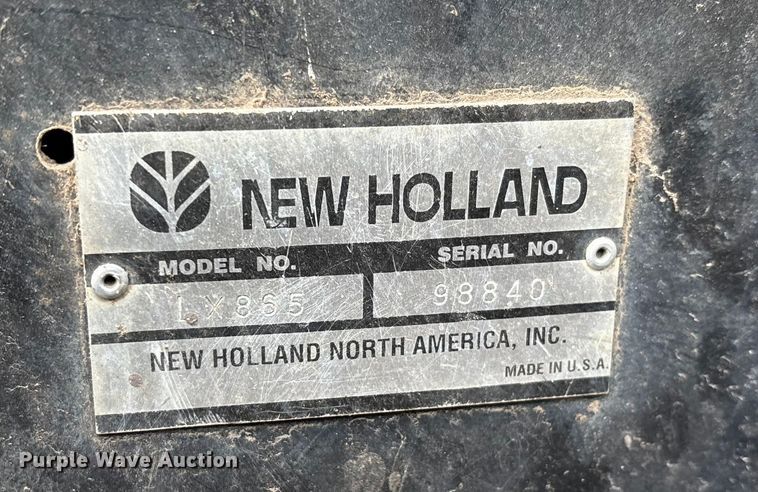 NEW HOLLAND
MODEL NO. SERIAL NO.
LX865 98840
NEW HOLLAND NORTH AMERICA, INC.
MADE IN U.S.A.
Purple Wave Auction